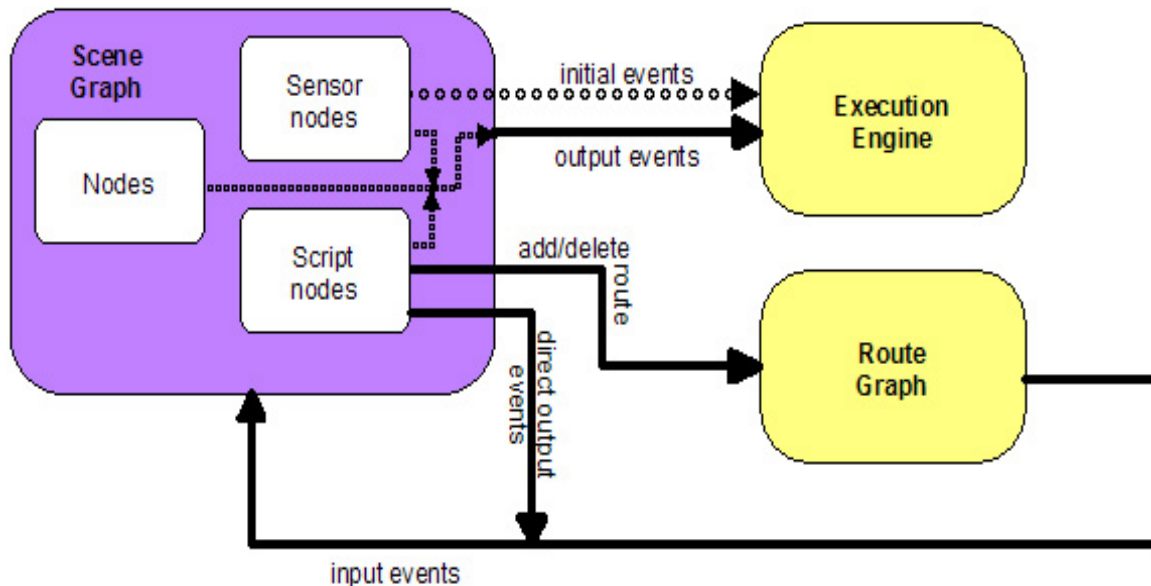 Scene
Graph
Sensor
nodes
Nodes
Script
nodes
initial events
output events
Execution
Engine
add/delete
route
direct output
events
Route
Graph
input events